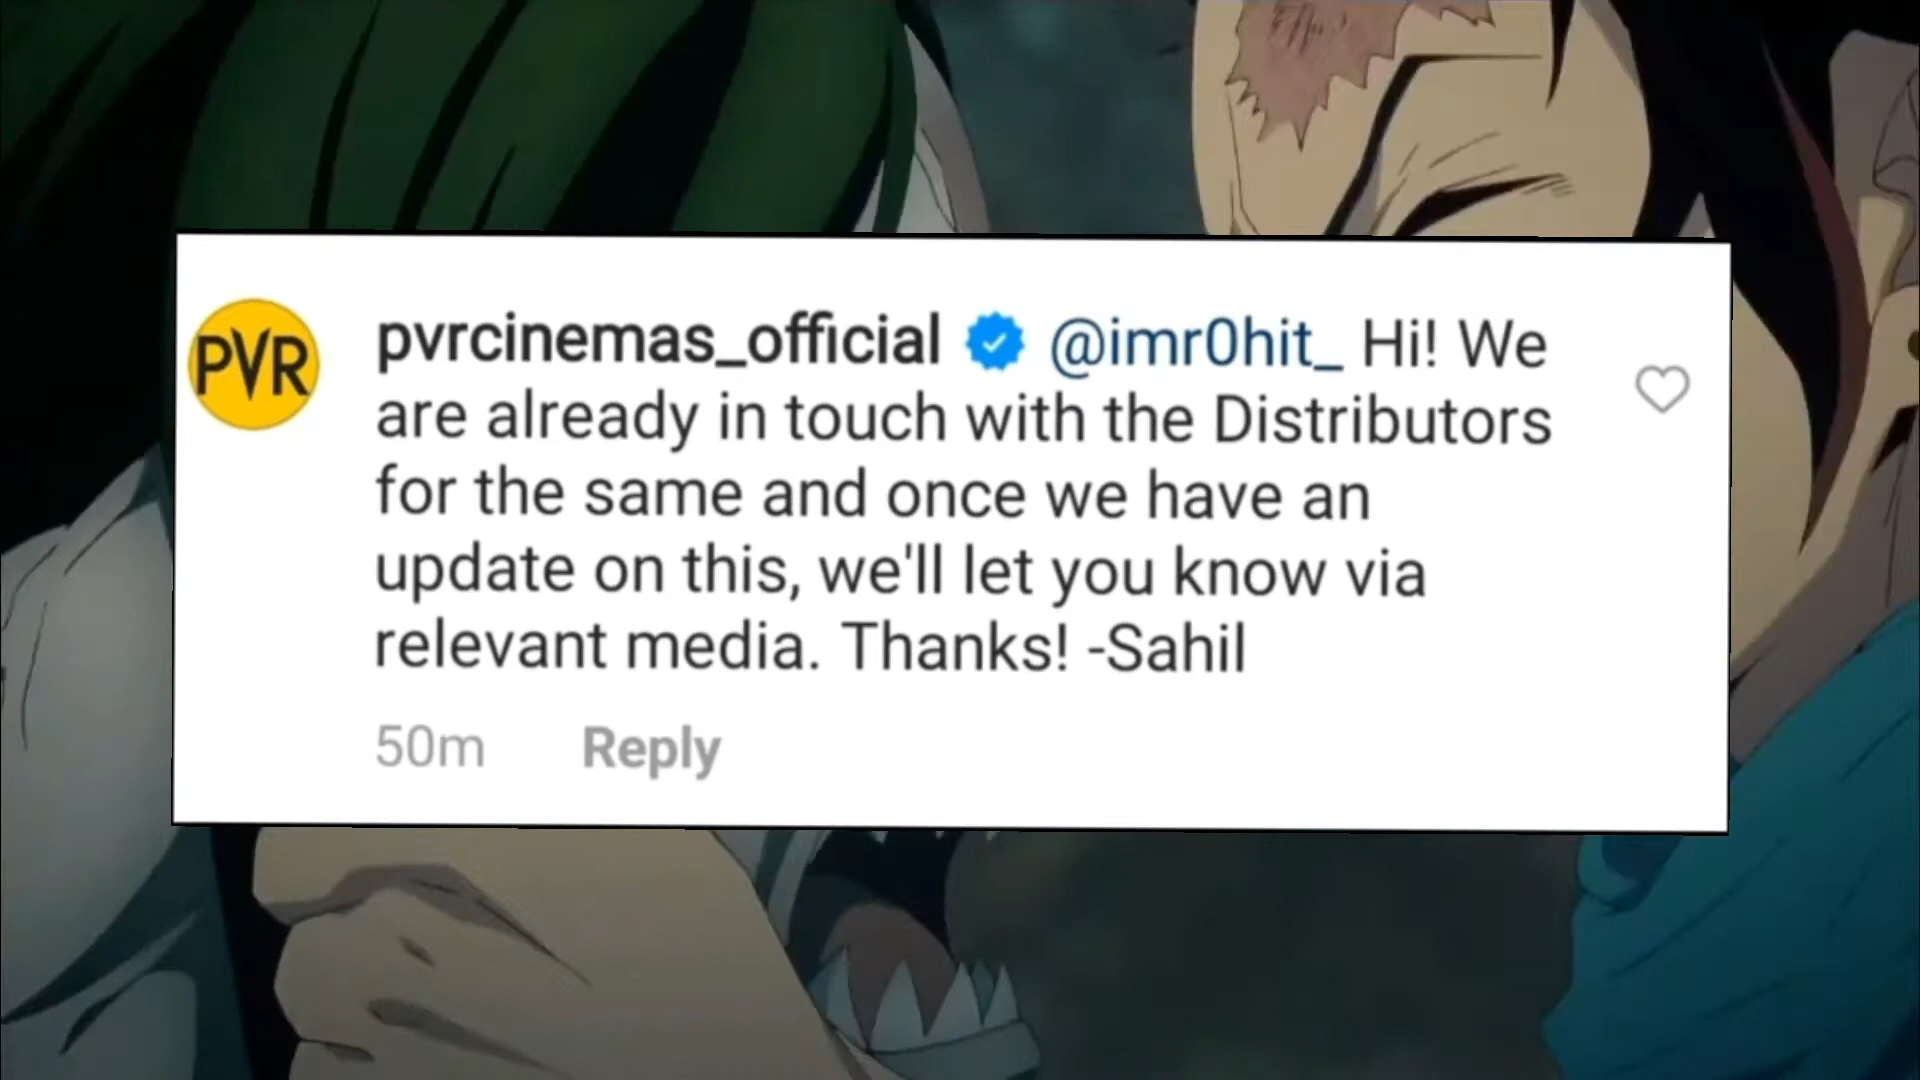 PVR
pvrcinemas_official @imr0hit_ Hi! We
are already in touch with the Distributors
for the same and once we have an
update on this, we'll let you know via
relevant media. Thanks! -Sahil
50m Reply